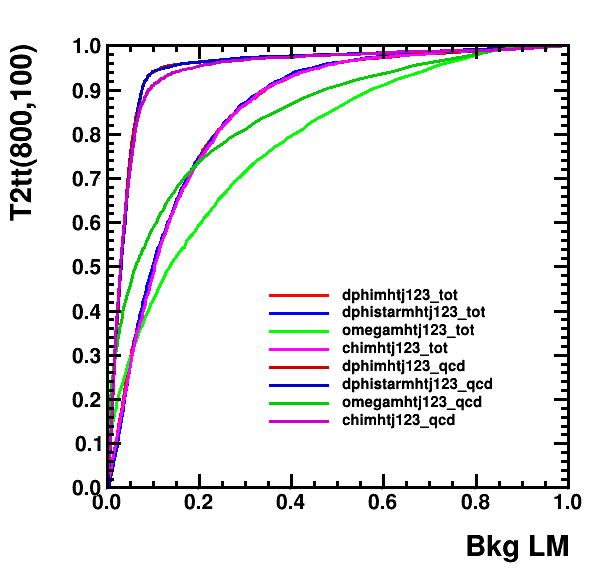 T2tt(800,100)
1.0
0.9
0.8
0.7
0.6
0.5
0.4
0.3
0.2
0.1
0.0
dphimhtj123_tot
dphistarmhtj123_tot
omegamhtj123_tot
chimhtj123_tot
dphimhtj123_qcd
dphistarmhtj123_qcd
omegamhtj123_qcd
chimhtj123_qcd
0.0 0.2 0.4 0.6 0.8 1.0
Bkg LM